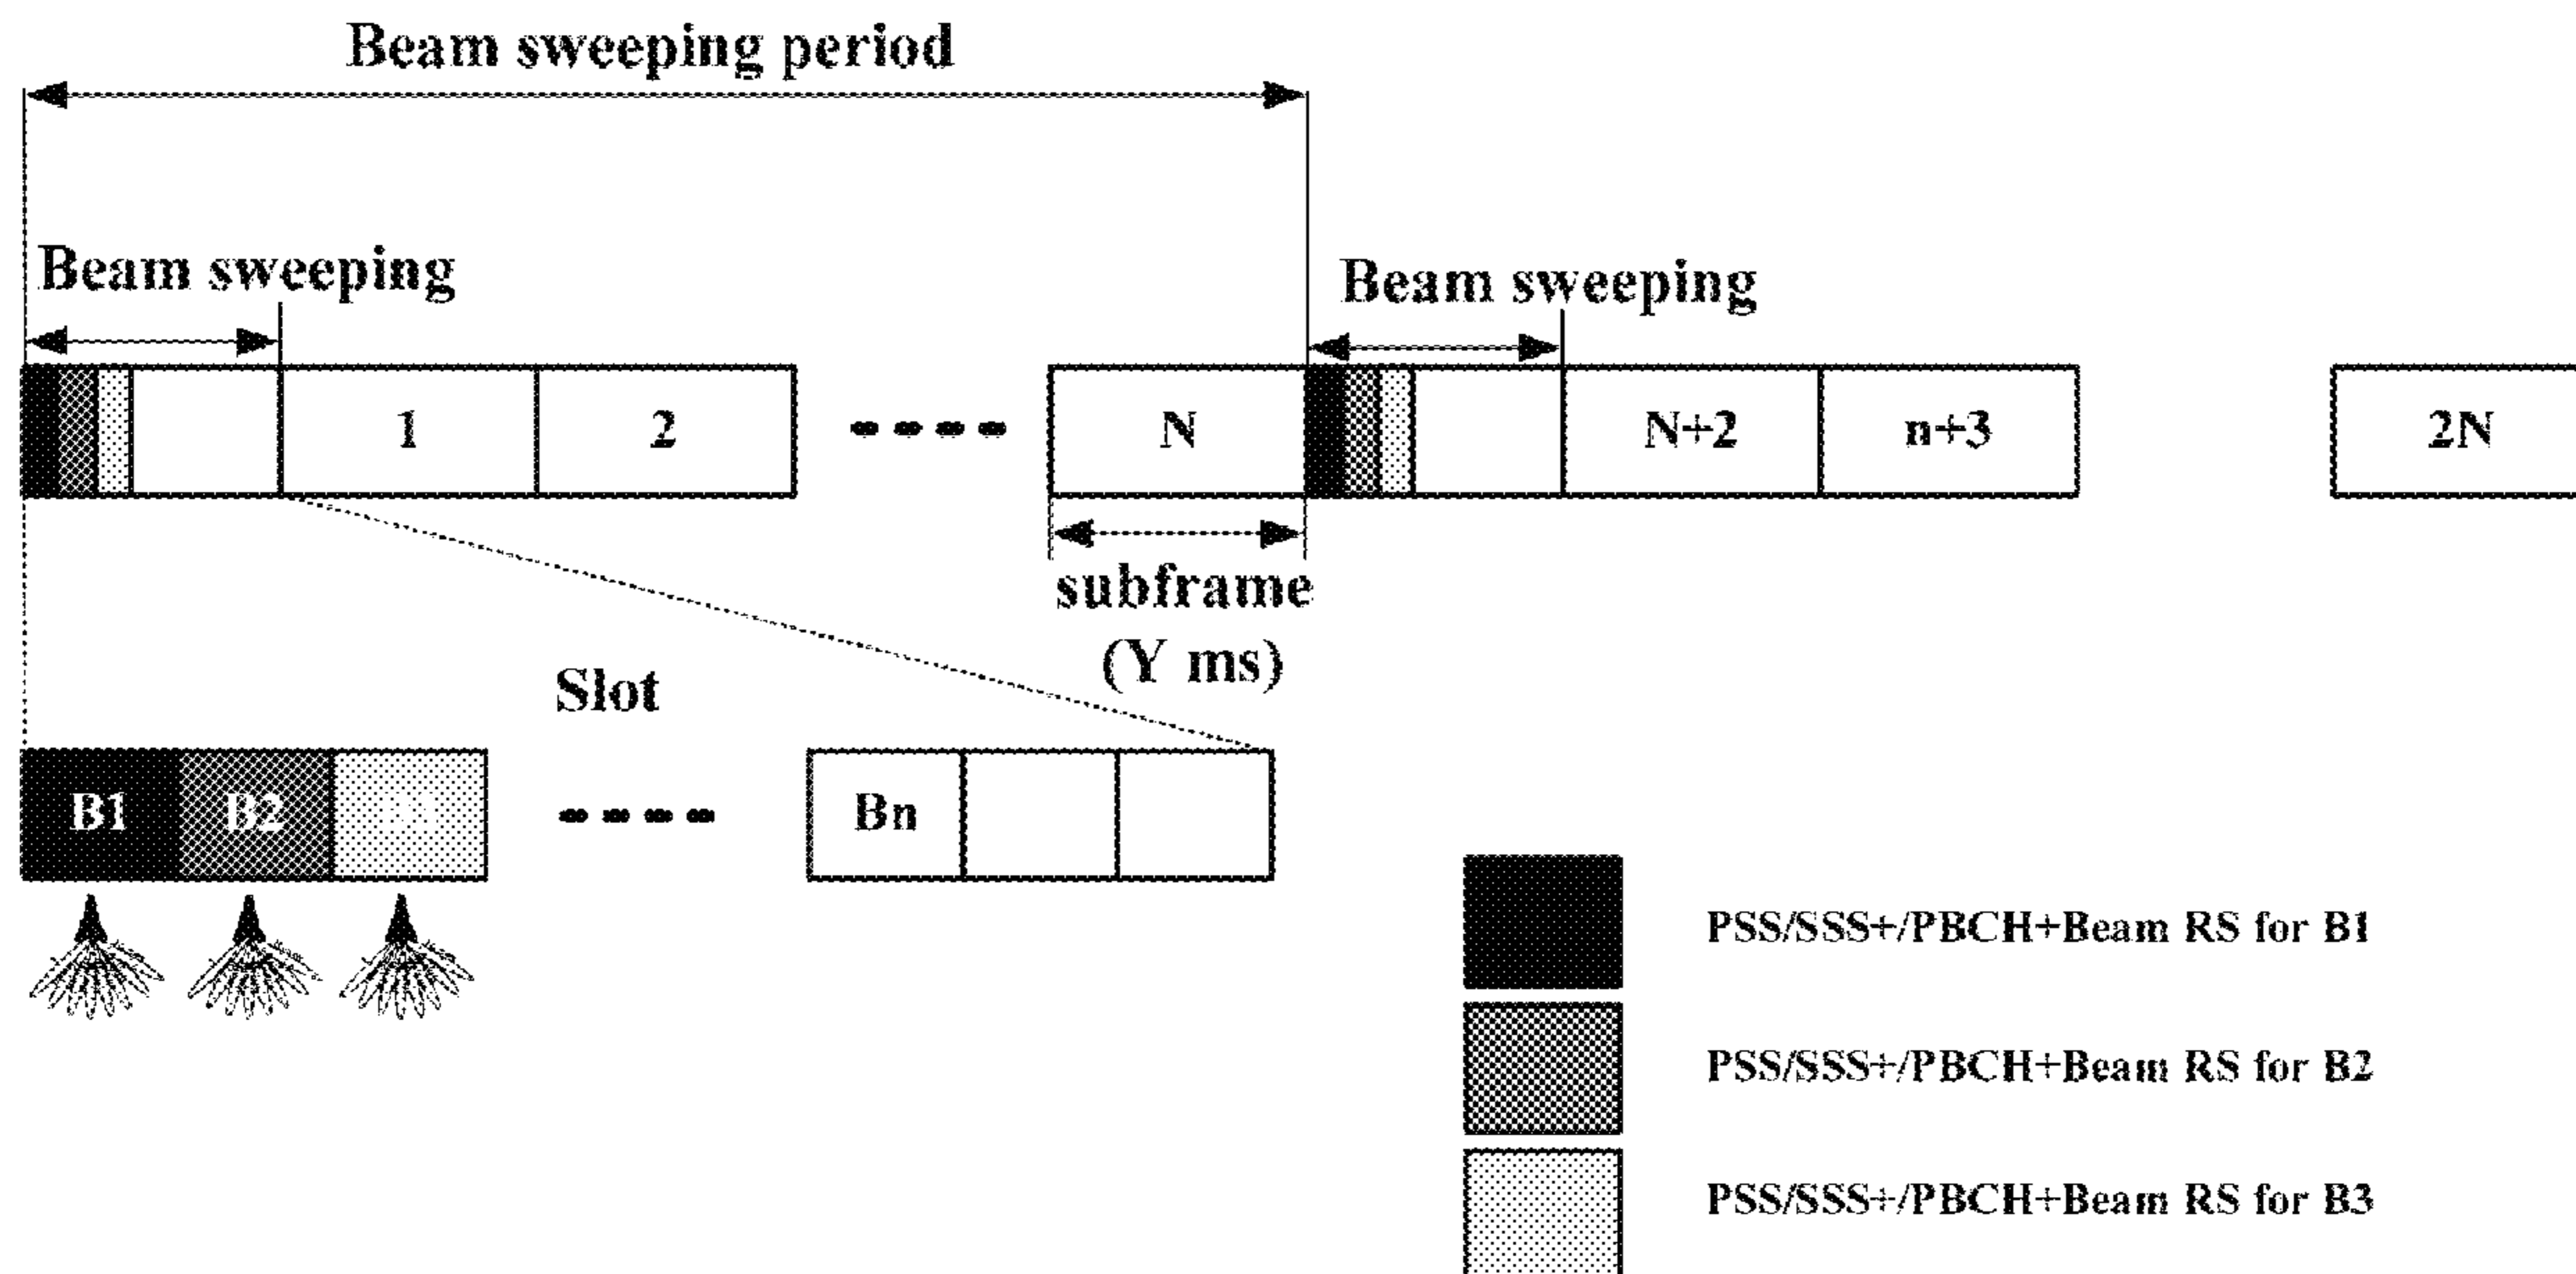 Beam sweeping period
Beam sweeping
Beam sweeping
1 2 N N+2 n+3 2N
subframe
(Y ms)
Slot
B1 B2 Bn
PSS/SSS+/PBCH+Beam RS for B1
PSS/SSS+/PBCH+Beam RS for B2
PSS/SSS+/PBCH+Beam RS for B3